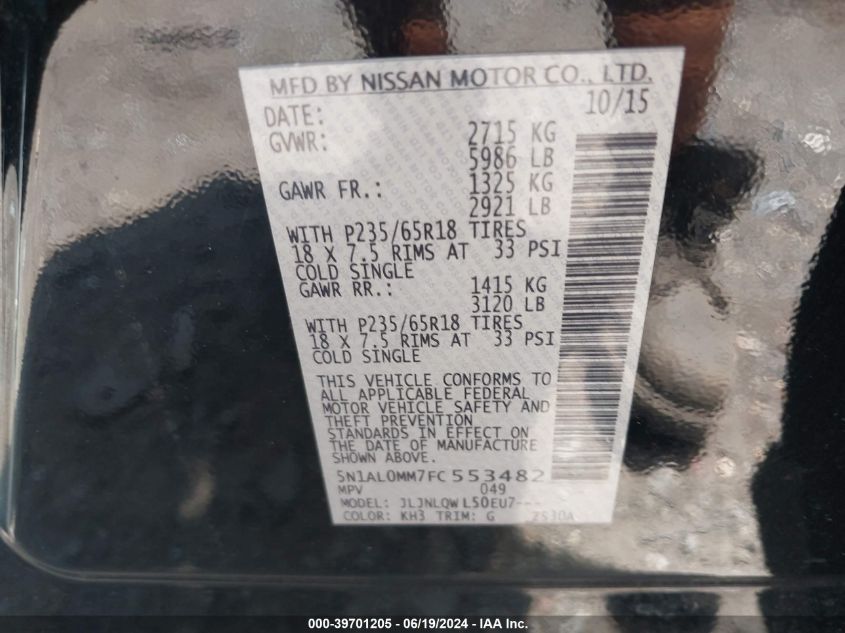 MFD BY NISSAN MOTOR CO., LTD.
DATE: 10/15
GVWR: 2715 KG
5986 LB
GAWR FR.: 1325 KG
2921 LB
WITH P235/65R18 TIRES
18 X 7.5 RIMS AT 33 PSI
COLD SINGLE
GAWR RR.: 1415 KG
3120 LB
WITH P235/65R18 TIRES
18 X 7.5 RIMS AT 33 PSI
COLD SINGLE
THIS VEHICLE CONFORMS TO
ALL APPLICABLE FEDERAL
MOTOR VEHICLE SAFETY AND
THEFT PREVENTION
STANDARDS IN EFFECT ON
THE DATE OF MANUFACTURE
SHOWN ABOVE.
5N1AL0MM7FC553482
MPV 049
MODEL: JLJNLQWL50EU7---
COLOR: KH3 TRIM: G ZS30A
000-39701205 - 06/19/2024 - IAA, Inc.